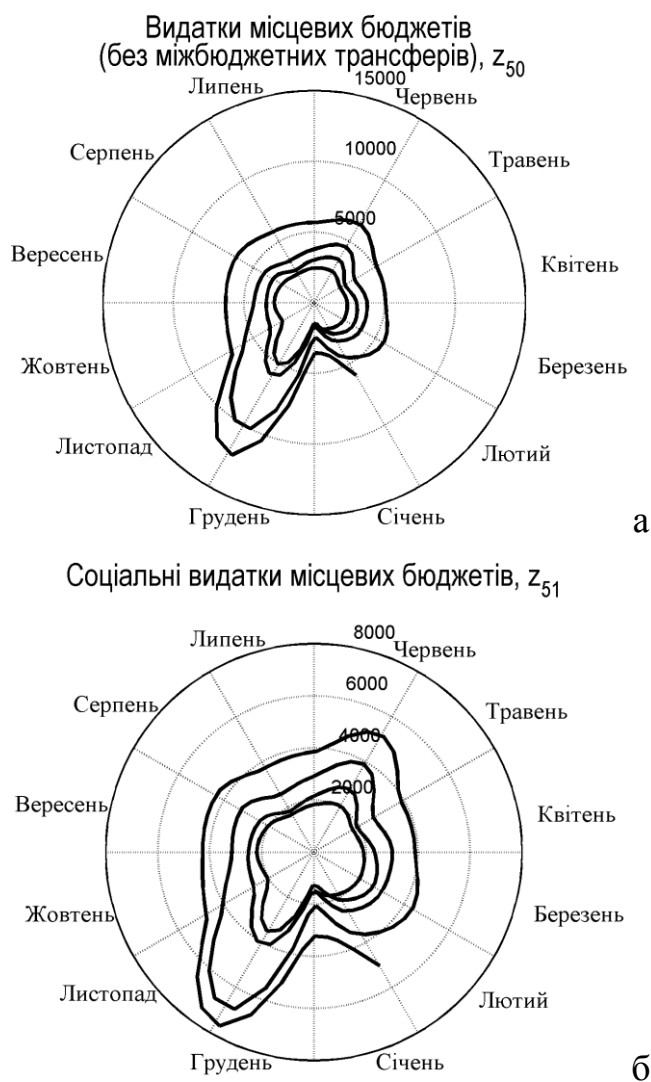 Видатки місцевих бюджетів
(без міжбюджетних трансферів), z50
15000
Липень
Червень
10000
Серпень
Травень
5000
Вересень
Квітень
Жовтень
Березень
Листопад
Лютий
Грудень
Січень
а
Соціальні видатки місцевих бюджетів, z51
8000
Липень
Червень
6000
Серпень
Травень
4000
2000
Вересень
Квітень
Жовтень
Березень
Листопад
Лютий
Грудень
Січень
б